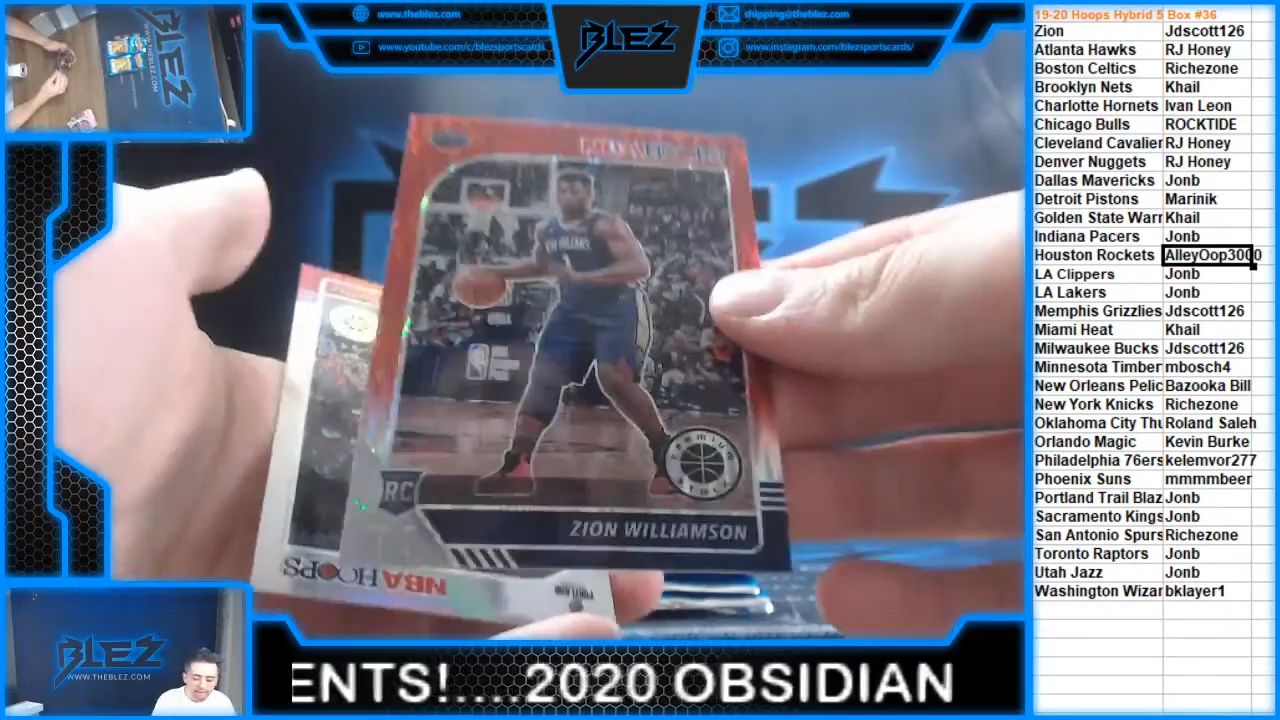 www.theblez.com
shipping@theblez.com
www.youtube.com/c/blezsportscards
www.instagram.com/blezsportscards/
BLEZ
BLEZ
NEW ORLEANS
1
RC
PREMIUM STOCK
ZION WILLIAMSON
NBA HOOPS
PORTLAND
BLEZ
WWW.THEBLEZ.COM
ENTS!....2020 OBSIDIAN
19-20 Hoops Hybrid 5 Box #36
Zion Jdscott126
Atlanta Hawks RJ Honey
Boston Celtics Richezone
Brooklyn Nets Khail
Charlotte Hornets Ivan Leon
Chicago Bulls ROCKTIDE
Cleveland Cavalier RJ Honey
Denver Nuggets RJ Honey
Dallas Mavericks Jonb
Detroit Pistons Marinik
Golden State Warr Khail
Indiana Pacers Jonb
Houston Rockets AlleyOop3000
LA Clippers Jonb
LA Lakers Jonb
Memphis Grizzlies Jdscott126
Miami Heat Khail
Milwaukee Bucks Jdscott126
Minnesota Timber mbosch4
New Orleans Pelic Bazooka Bill
New York Knicks Richezone
Oklahoma City Thu Roland Saleh
Orlando Magic Kevin Burke
Philadelphia 76ers kelemvor277
Phoenix Suns mmmmbeer
Portland Trail Blaz Jonb
Sacramento Kings Jonb
San Antonio Spurs Richezone
Toronto Raptors Jonb
Utah Jazz Jonb
Washington Wizar bklayer1